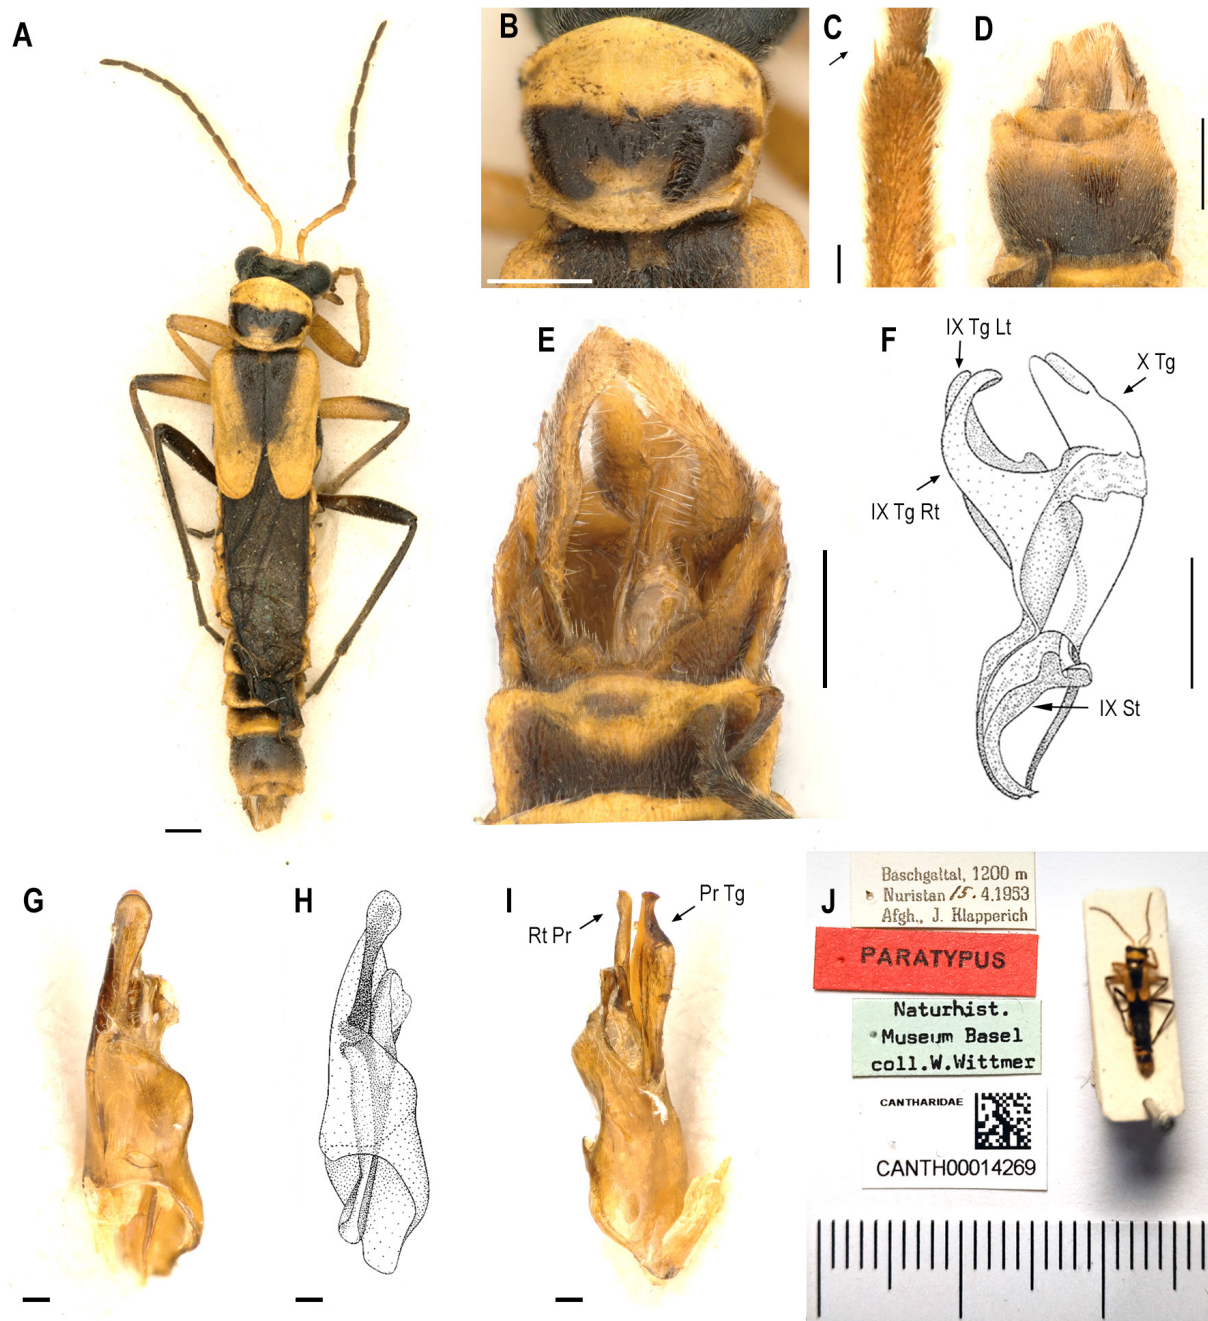 A
B
C
D
E
F
IX Tg Lt
X Tg
IX Tg Rt
IX St
G
H
I
Rt Pr
Pr Tg
J
Baschgaltal, 1200 m
Nuristan 15. 4.1953
Afgh., J. Klapperich
PARATYPUS
Naturhist.
Museum Basel
coll.W.Wittmer
CANTHARIDAE
CANTH00014269